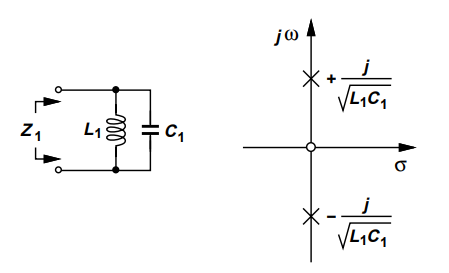 Z1
L1
C1
jω
+ j
√L1C1
σ
− j
√L1C1